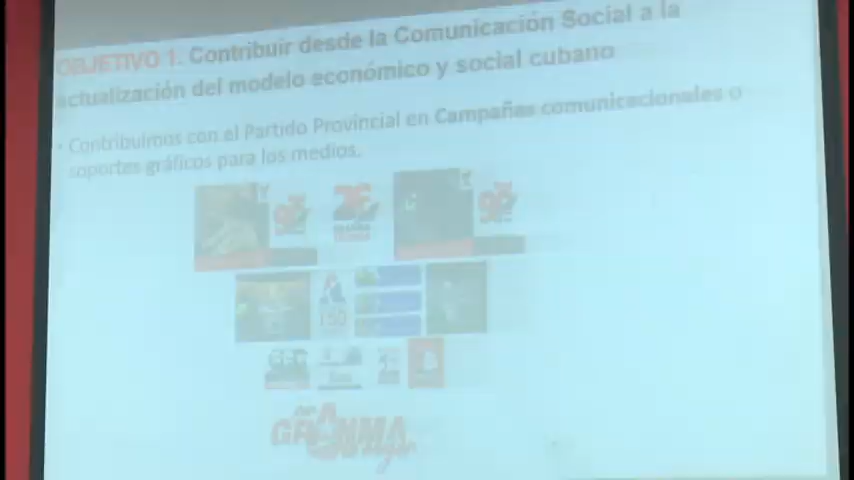 OBJETIVO 1. Contribuir desde la Comunicación Social a la
actualización del modelo económico y social cubano
• Contribuimos con el Partido Provincial en Campañas comunicacionales o
soportes gráficos para los medios.
150
GRANMA